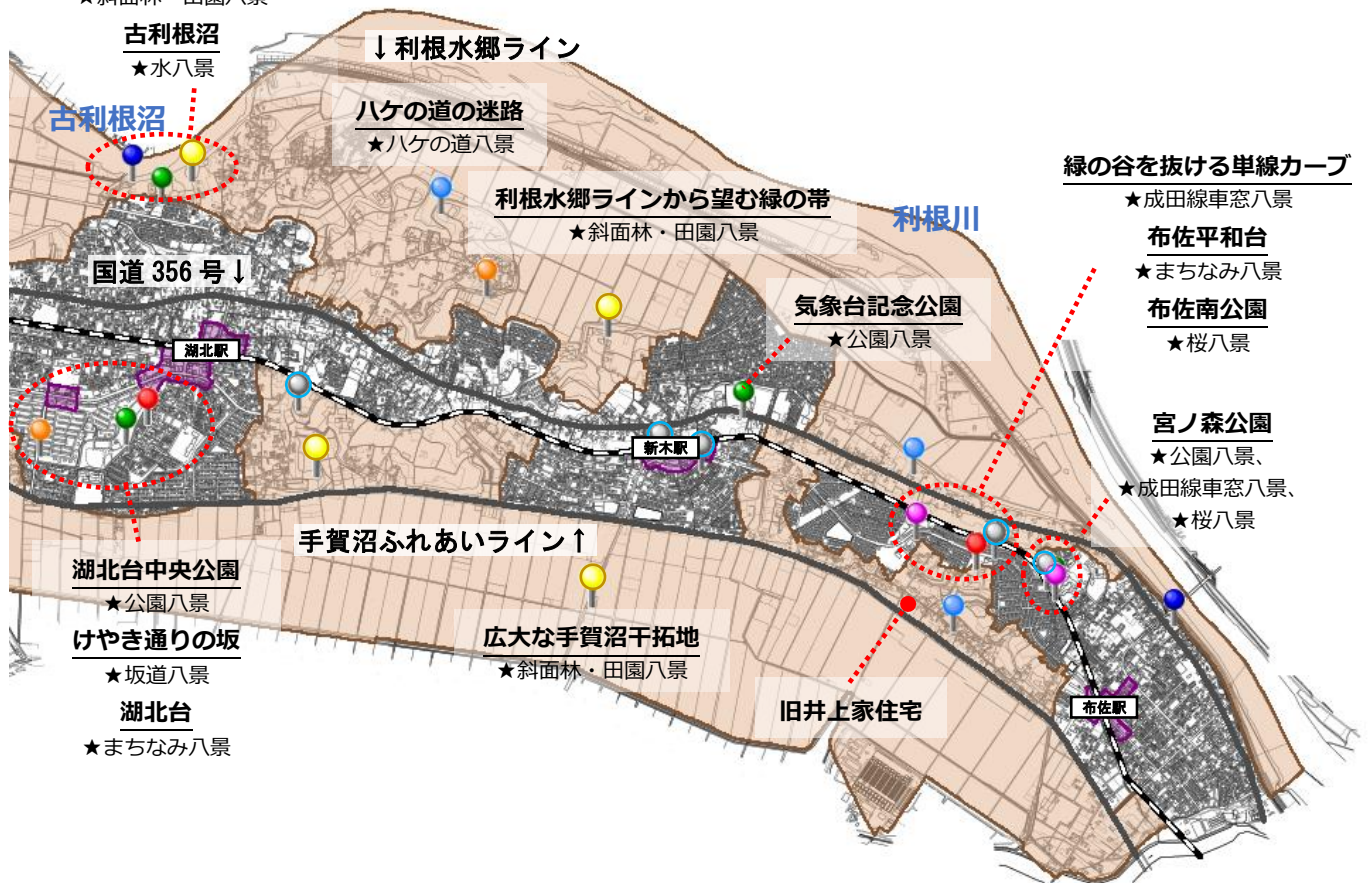 ★斜面林・田園八景
古利根沼
★水八景
↓利根水郷ライン
古利根沼
ハケの道の迷路
★ハケの道八景
利根水郷ラインから望む緑の帯
★斜面林・田園八景
利根川
緑の谷を抜ける単線カーブ
★成田線車窓八景
布佐平和台
★まちなみ八景
布佐南公園
★桜八景
国道356号↓
気象台記念公園
★公園八景
湖北駅
新木駅
宮ノ森公園
★公園八景、
★成田線車窓八景、
★桜八景
手賀沼ふれあいライン↑
湖北台中央公園
★公園八景
けやき通りの坂
★坂道八景
湖北台
★まちなみ八景
広大な手賀沼干拓地
★斜面林・田園八景
旧井上家住宅
布佐駅